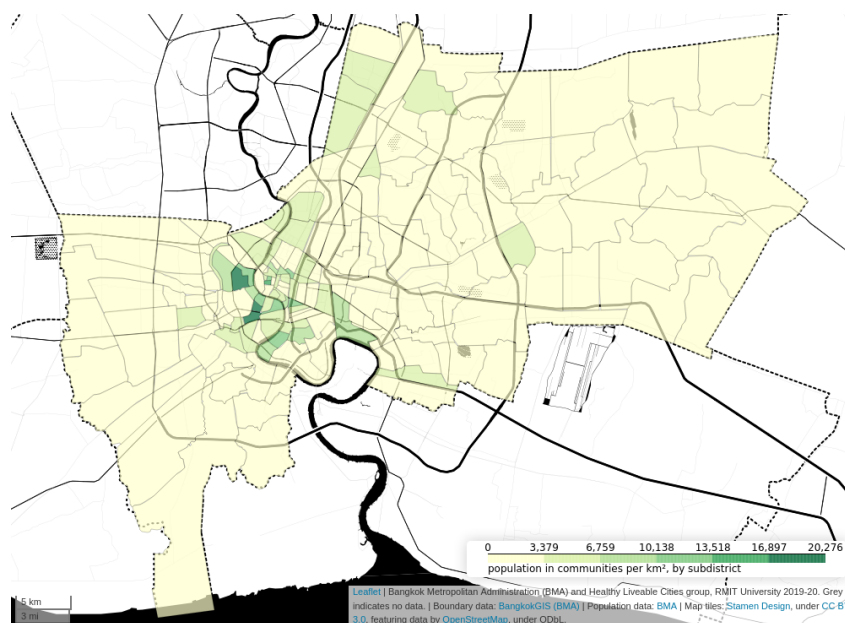 0 3,379 6,759 10,138 13,518 16,897 20,276
population in communities per km², by subdistrict
5 km
3 mi
Leaflet | Bangkok Metropolitan Administration (BMA) and Healthy Liveable Cities group, RMIT University 2019-20. Grey
indicates no data. | Boundary data: BangkokGIS (BMA) | Population data: BMA | Map tiles: Stamen Design, under CC B
3.0, featuring data by OpenStreetMap, under ODbL.